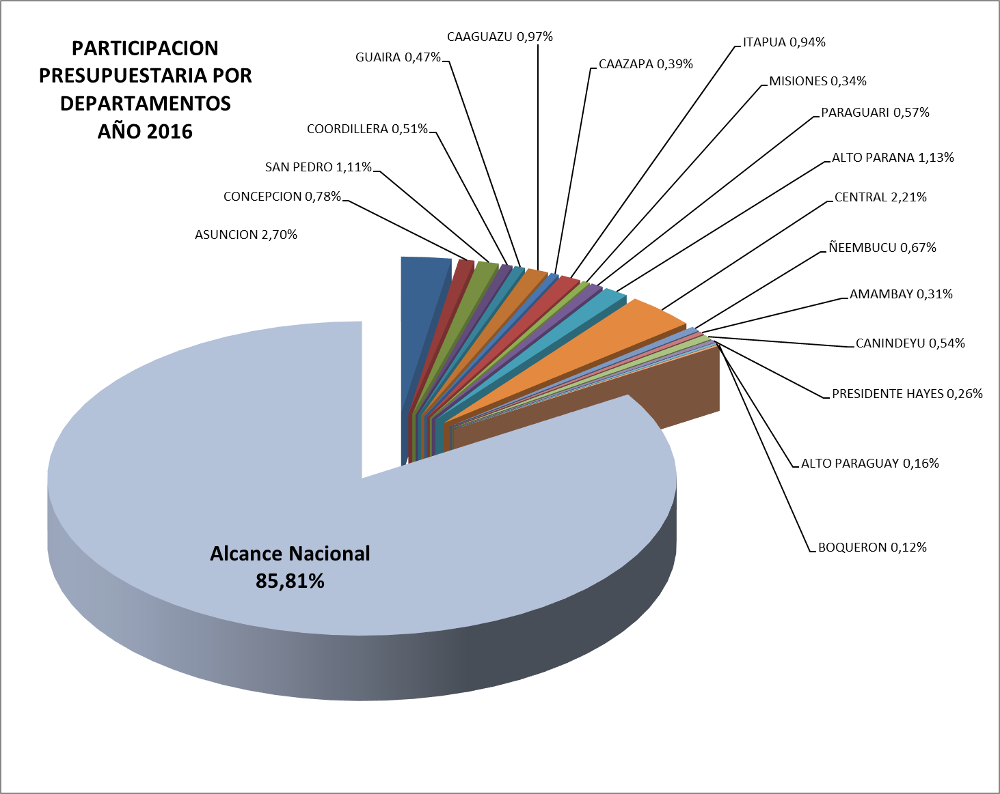 PARTICIPACION
PRESUPUESTARIA POR
DEPARTAMENTOS
AÑO 2016
ASUNCION 2,70%
CONCEPCION 0,78%
SAN PEDRO 1,11%
COORDILLERA 0,51%
GUAIRA 0,47%
CAAGUAZU 0,97%
CAAZAPA 0,39%
ITAPUA 0,94%
MISIONES 0,34%
PARAGUARI 0,57%
ALTO PARANA 1,13%
CENTRAL 2,21%
ÑEEMBUCU 0,67%
AMAMBAY 0,31%
CANINDEYU 0,54%
PRESIDENTE HAYES 0,26%
ALTO PARAGUAY 0,16%
BOQUERON 0,12%
Alcance Nacional
85,81%